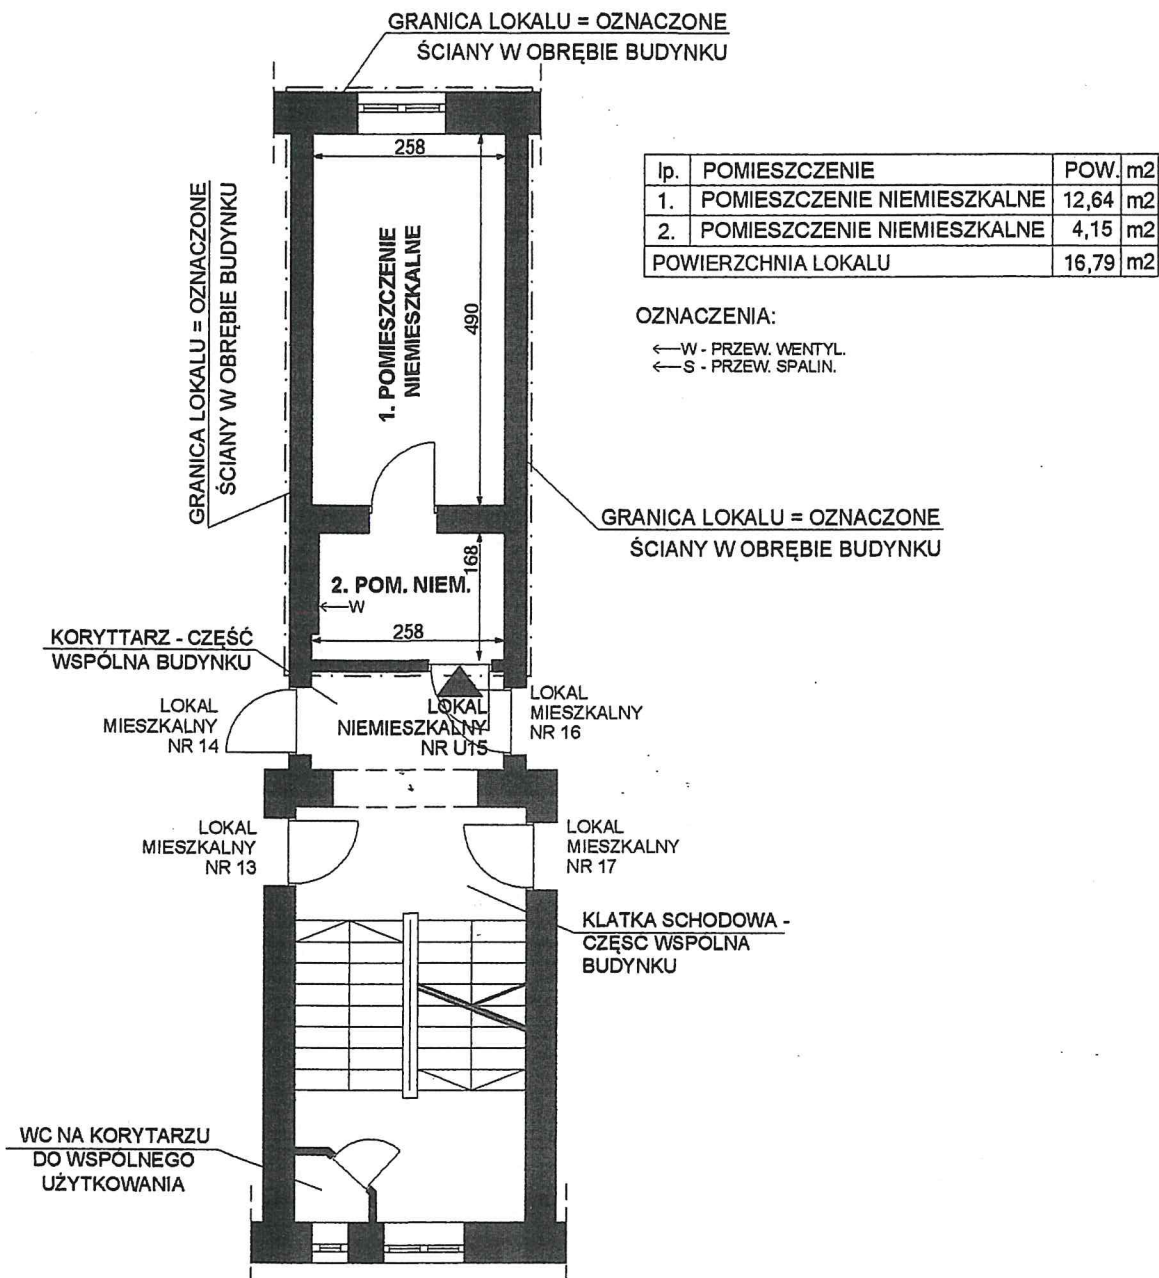 GRANICA LOKALU = OZNACZONE
ŚCIANY W OBRĘBIE BUDYNKU
258
GRANICA LOKALU = OZNACZONE
ŚCIANY W OBRĘBIE BUDYNKU
1. POMIESZCZENIE
NIEMIESZKALNE
490
lp. POMIESZCZENIE POW. m2
1. POMIESZCZENIE NIEMIESZKALNE 12,64 m2
2. POMIESZCZENIE NIEMIESZKALNE 4,15 m2
POWIERZCHNIA LOKALU 16,79 m2
OZNACZENIA:
←W - PRZEW. WENTYL.
←S - PRZEW. SPALIN.
GRANICA LOKALU = OZNACZONE
ŚCIANY W OBRĘBIE BUDYNKU
168
2. POM. NIEM.
←W
258
KORYTTARZ - CZĘŚĆ
WSPÓLNA BUDYNKU
LOKAL
MIESZKALNY
NR 14
LOKAL
NIEMIESZKALNY
NR U15
LOKAL
MIESZKALNY
NR 16
LOKAL
MIESZKALNY
NR 13
LOKAL
MIESZKALNY
NR 17
KLATKA SCHODOWA -
CZĘSC WSPOLNA
BUDYNKU
WC NA KORYTARZU
DO WSPÓLNEGO
UŻYTKOWANIA